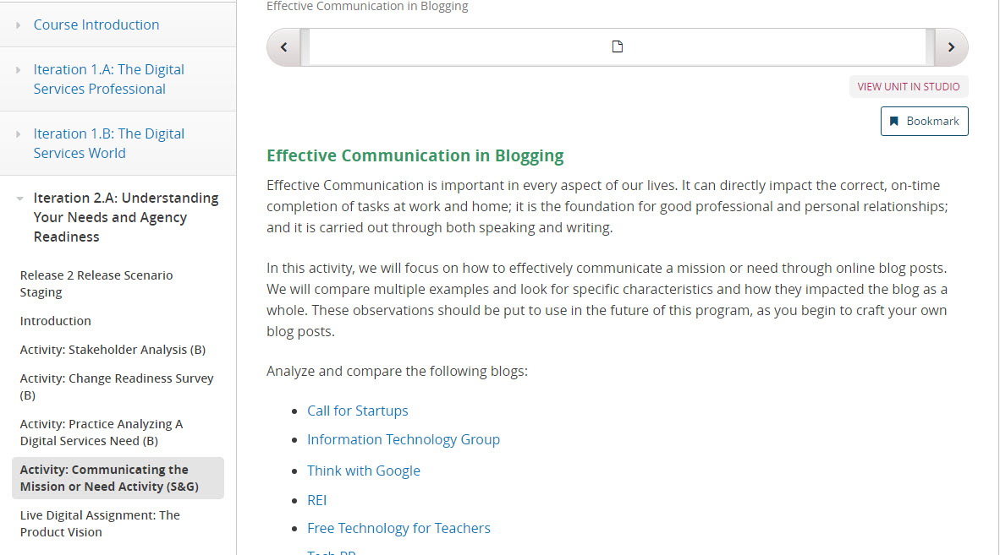 Course Introduction
Iteration 1.A: The Digital
Services Professional
Iteration 1.B: The Digital
Services World
Iteration 2.A: Understanding
Your Needs and Agency
Readiness
Release 2 Release Scenario
Staging
Introduction
Activity: Stakeholder Analysis (B)
Activity: Change Readiness Survey
(B)
Activity: Practice Analyzing A
Digital Services Need (B)
Activity: Communicating the
Mission or Need Activity (S&G)
Live Digital Assignment: The
Product Vision
Effective Communication in Blogging
VIEW UNIT IN STUDIO
Bookmark
Effective Communication in Blogging
Effective Communication is important in every aspect of our lives. It can directly impact the correct, on-time
completion of tasks at work and home; it is the foundation for good professional and personal relationships;
and it is carried out through both speaking and writing.
In this activity, we will focus on how to effectively communicate a mission or need through online blog posts.
We will compare multiple examples and look for specific characteristics and how they impacted the blog as a
whole. These observations should be put to use in the future of this program, as you begin to craft your own
blog posts.
Analyze and compare the following blogs:
Call for Startups
Information Technology Group
Think with Google
REI
Free Technology for Teachers